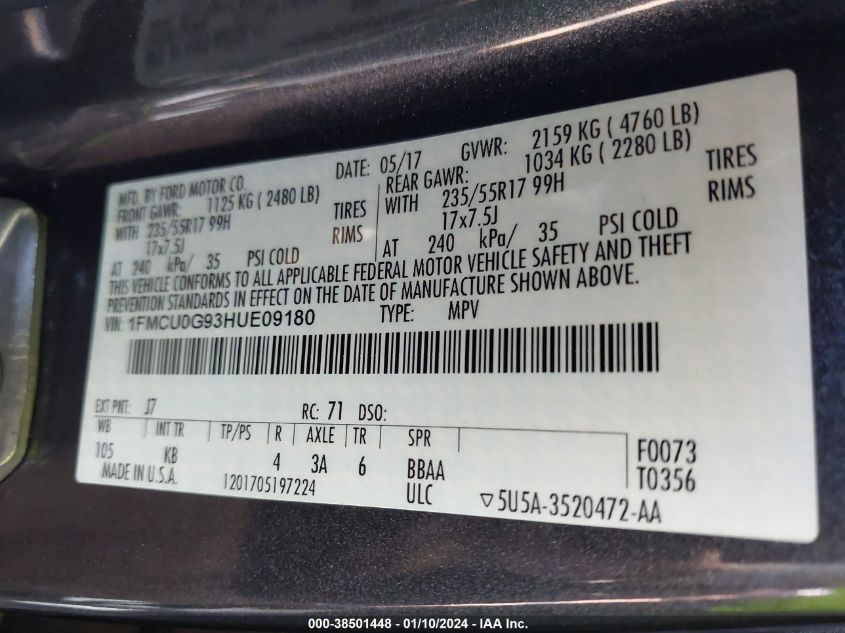 MFD. BY FORD MOTOR CO. DATE: 05/17 GVWR: 2159 KG ( 4760 LB)
FRONT GAWR: 1125 KG ( 2480 LB) REAR GAWR: 1034 KG ( 2280 LB)
WITH 235/55R17 99H TIRES WITH 235/55R17 99H TIRES
17x7.5J RIMS 17x7.5J RIMS
AT 240 kPa/ 35 PSI COLD AT 240 kPa/ 35 PSI COLD
THIS VEHICLE CONFORMS TO ALL APPLICABLE FEDERAL MOTOR VEHICLE SAFETY AND THEFT
PREVENTION STANDARDS IN EFFECT ON THE DATE OF MANUFACTURE SHOWN ABOVE.
VIN: 1FMCU0G93HUE09180 TYPE: MPV
EXT PNT: J7 RC: 71 DSO:
WB INT TR TP/PS R AXLE TR SPR
105 KB 4 3A 6 BBAA F0073
MADE IN U.S.A. 1201705197224 ULC T0356
▽5U5A-3520472-AA
000-38501448 - 01/10/2024 - IAA Inc.